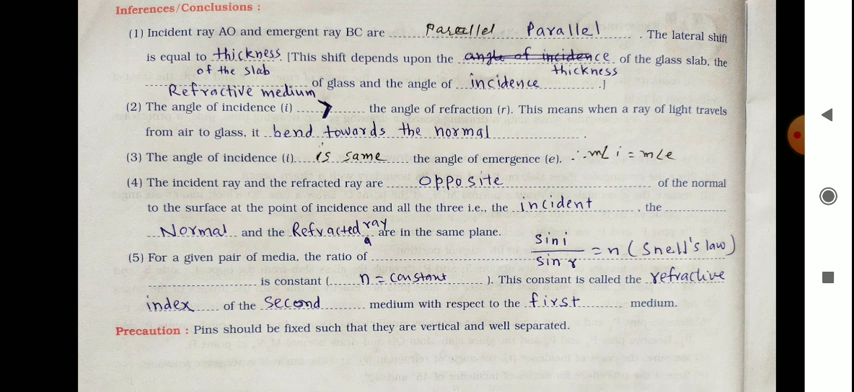 Inferences/Conclusions :
(1) Incident ray AO and emergent ray BC are Parallel Parallel. The lateral shift
is equal to thickness. [This shift depends upon the angle of incidence of the glass slab, the
of the slab thickness
Refractive medium of glass and the angle of incidence.]
(2) The angle of incidence (i) > the angle of refraction (r). This means when a ray of light travels
from air to glass, it bend towards the normal.
(3) The angle of incidence (i) is same the angle of emergence (e). ∴ m∠i = m∠e
(4) The incident ray and the refracted ray are opposite of the normal
to the surface at the point of incidence and all the three i.e., the incident, the
Normal and the Refracted ray are in the same plane.
(5) For a given pair of media, the ratio of sin i / sin r = n (Snell's law)
is constant (n = constant). This constant is called the refractive
index of the second medium with respect to the first medium.
Precaution : Pins should be fixed such that they are vertical and well separated.